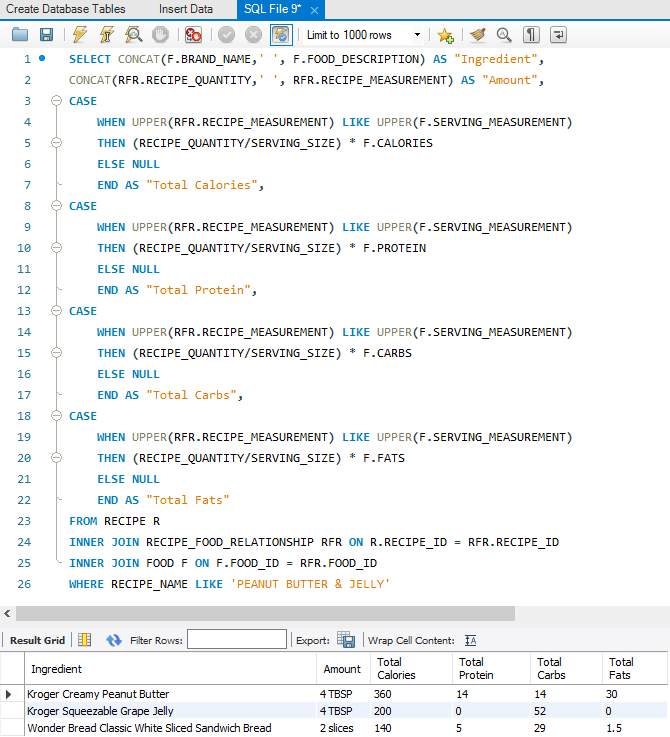 Create Database Tables Insert Data SQL File 9*
Limit to 1000 rows
1 SELECT CONCAT(F.BRAND_NAME,' ', F.FOOD_DESCRIPTION) AS "Ingredient",
2 CONCAT(RFR.RECIPE_QUANTITY,' ', RFR.RECIPE_MEASUREMENT) AS "Amount",
3 CASE
4 WHEN UPPER(RFR.RECIPE_MEASUREMENT) LIKE UPPER(F.SERVING_MEASUREMENT)
5 THEN (RECIPE_QUANTITY/SERVING_SIZE) * F.CALORIES
6 ELSE NULL
7 END AS "Total Calories",
8 CASE
9 WHEN UPPER(RFR.RECIPE_MEASUREMENT) LIKE UPPER(F.SERVING_MEASUREMENT)
10 THEN (RECIPE_QUANTITY/SERVING_SIZE) * F.PROTEIN
11 ELSE NULL
12 END AS "Total Protein",
13 CASE
14 WHEN UPPER(RFR.RECIPE_MEASUREMENT) LIKE UPPER(F.SERVING_MEASUREMENT)
15 THEN (RECIPE_QUANTITY/SERVING_SIZE) * F.CARBS
16 ELSE NULL
17 END AS "Total Carbs",
18 CASE
19 WHEN UPPER(RFR.RECIPE_MEASUREMENT) LIKE UPPER(F.SERVING_MEASUREMENT)
20 THEN (RECIPE_QUANTITY/SERVING_SIZE) * F.FATS
21 ELSE NULL
22 END AS "Total Fats"
23 FROM RECIPE R
24 INNER JOIN RECIPE_FOOD_RELATIONSHIP RFR ON R.RECIPE_ID = RFR.RECIPE_ID
25 INNER JOIN FOOD F ON F.FOOD_ID = RFR.FOOD_ID
26 WHERE RECIPE_NAME LIKE 'PEANUT BUTTER & JELLY'
Result Grid Filter Rows: Export: Wrap Cell Content: IA
Ingredient Amount Total Calories Total Protein Total Carbs Total Fats
Kroger Creamy Peanut Butter 4 TBSP 360 14 14 30
Kroger Squeezable Grape Jelly 4 TBSP 200 0 52 0
Wonder Bread Classic White Sliced Sandwich Bread 2 slices 140 5 29 1.5